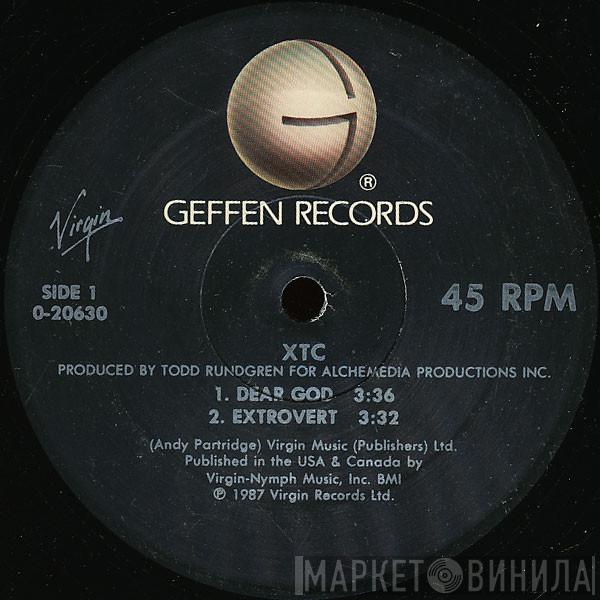 ®
GEFFEN RECORDS
Virgin
SIDE 1
0-20630
45 RPM
XTC
PRODUCED BY TODD RUNDGREN FOR ALCHEMEDIA PRODUCTIONS INC.
1. DEAR GOD 3:36
2. EXTROVERT 3:32
(Andy Partridge) Virgin Music (Publishers) Ltd.
Published in the USA & Canada by
Virgin-Nymph Music, Inc. BMI
℗ 1987 Virgin Records Ltd.
МАРКЕТ ВИНИЛА